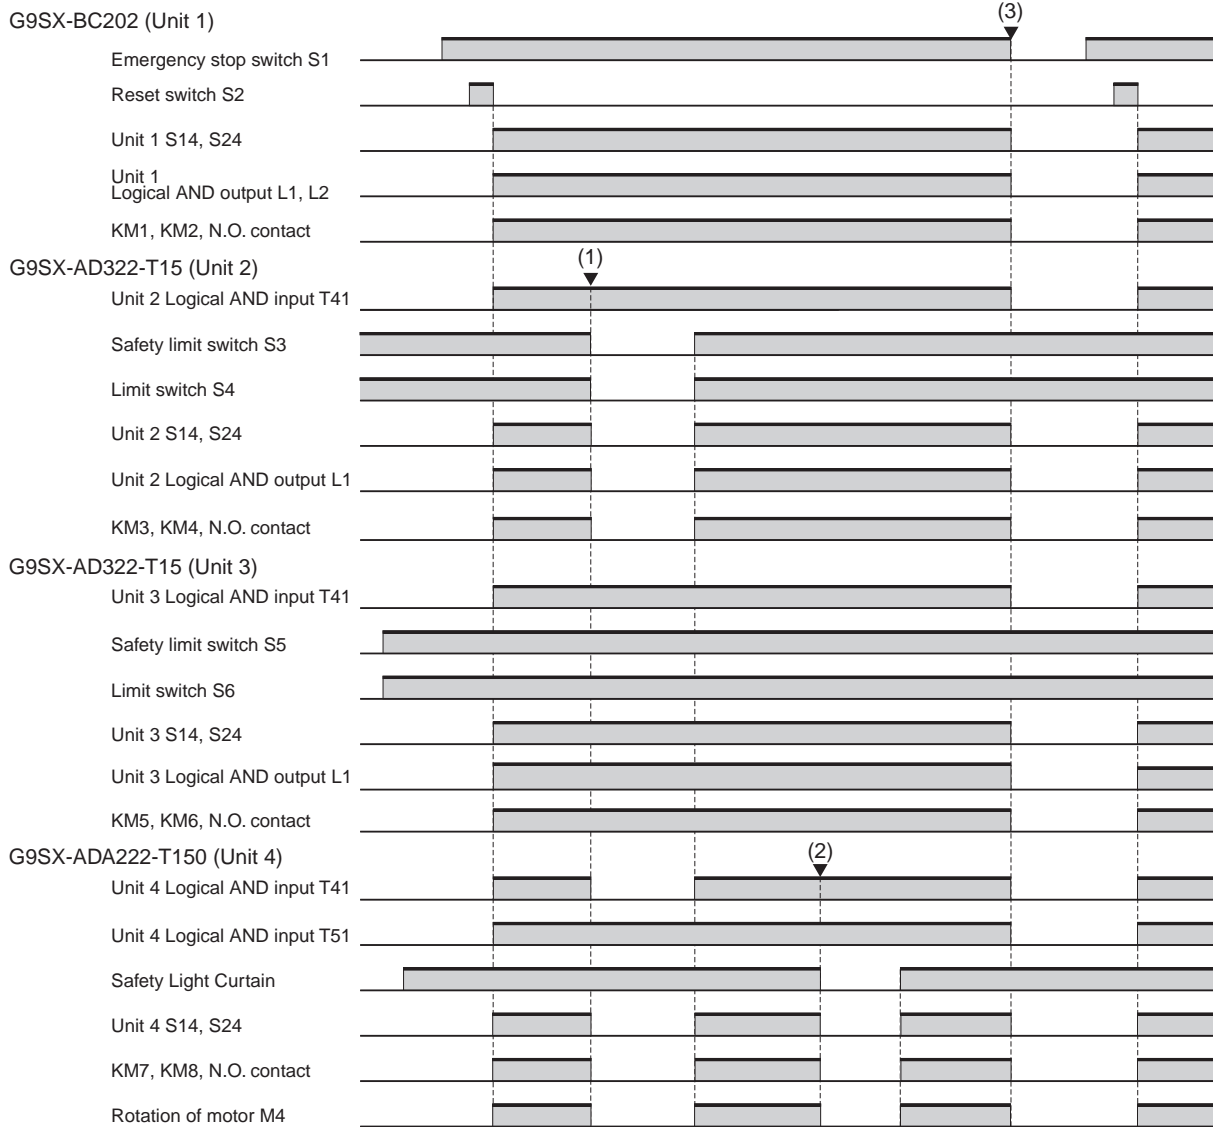 (3)
G9SX-BC202 (Unit 1)
Emergency stop switch S1
Reset switch S2
Unit 1 S14, S24
Unit 1
Logical AND output L1, L2
KM1, KM2, N.O. contact
(1)
G9SX-AD322-T15 (Unit 2)
Unit 2 Logical AND input T41
Safety limit switch S3
Limit switch S4
Unit 2 S14, S24
Unit 2 Logical AND output L1
KM3, KM4, N.O. contact
G9SX-AD322-T15 (Unit 3)
Unit 3 Logical AND input T41
Safety limit switch S5
Limit switch S6
Unit 3 S14, S24
Unit 3 Logical AND output L1
KM5, KM6, N.O. contact
(2)
G9SX-ADA222-T150 (Unit 4)
Unit 4 Logical AND input T41
Unit 4 Logical AND input T51
Safety Light Curtain
Unit 4 S14, S24
KM7, KM8, N.O. contact
Rotation of motor M4